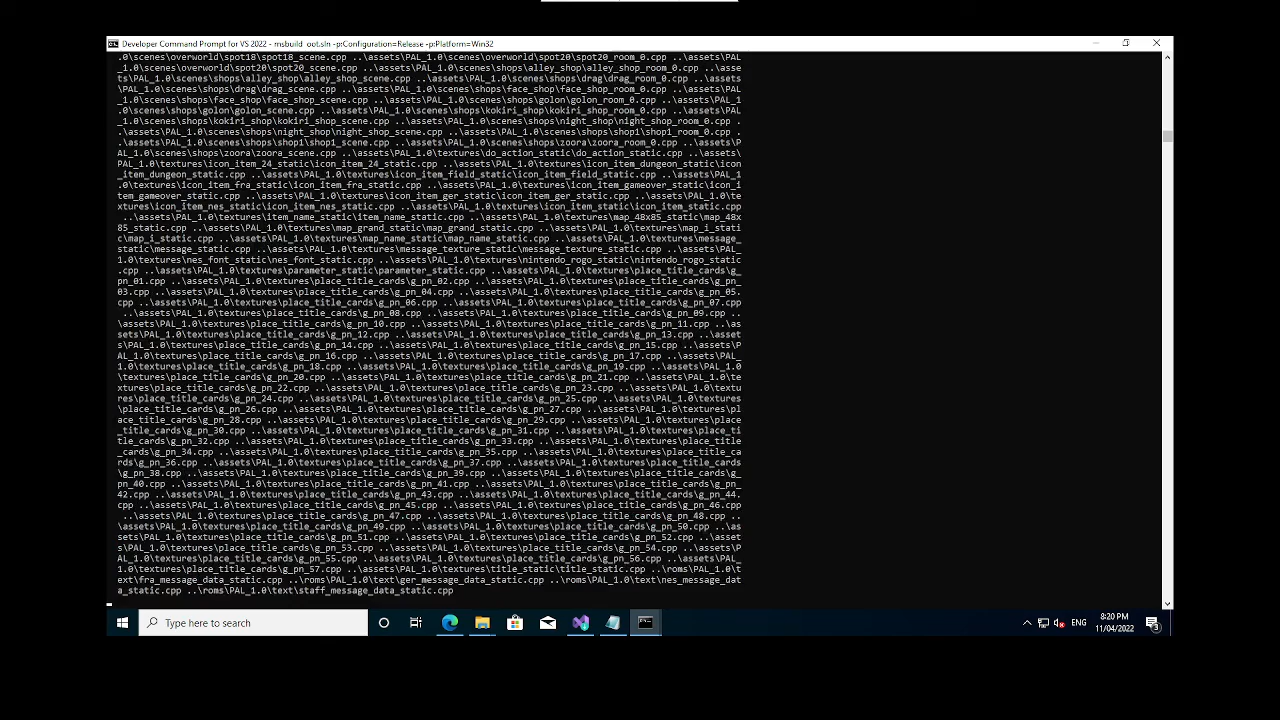 Developer Command Prompt for VS 2022 - msbuild oot.sln -p:Configuration=Release -p:Platform=Win32
.0\scenes\overworld\spot18\spot18_scene.cpp ..\assets\PAL_1.0\scenes\overworld\spot20\spot20_room_0.cpp ..\assets\PAL
_1.0\scenes\overworld\spot20\spot20_scene.cpp ..\assets\PAL_1.0\scenes\shops\alley_shop\alley_shop_room_0.cpp ..\asse
ts\PAL_1.0\scenes\shops\alley_shop\alley_shop_scene.cpp ..\assets\PAL_1.0\scenes\shops\drag\drag_room_0.cpp ..\assets
\PAL_1.0\scenes\shops\drag\drag_scene.cpp ..\assets\PAL_1.0\scenes\shops\face_shop\face_shop_room_0.cpp ..\assets\PAL
_1.0\scenes\shops\face_shop\face_shop_scene.cpp ..\assets\PAL_1.0\scenes\shops\golon\golon_room_0.cpp ..\assets\PAL_1
.0\scenes\shops\golon\golon_scene.cpp ..\assets\PAL_1.0\scenes\shops\kokiri_shop\kokiri_shop_room_0.cpp ..\assets\PAL
_1.0\scenes\shops\kokiri_shop\kokiri_shop_scene.cpp ..\assets\PAL_1.0\scenes\shops\night_shop\night_shop_room_0.cpp .
.\assets\PAL_1.0\scenes\shops\night_shop\night_shop_scene.cpp ..\assets\PAL_1.0\scenes\shops\shop1\shop1_room_0.cpp .
.\assets\PAL_1.0\scenes\shops\shop1\shop1_scene.cpp ..\assets\PAL_1.0\scenes\shops\zoora\zoora_room_0.cpp ..\assets\P
AL_1.0\scenes\shops\zoora\zoora_scene.cpp ..\assets\PAL_1.0\textures\do_action_static\do_action_static.cpp ..\assets\
PAL_1.0\textures\icon_item_24_static\icon_item_24_static.cpp ..\assets\PAL_1.0\textures\icon_item_dungeon_static\icon
_item_dungeon_static.cpp ..\assets\PAL_1.0\textures\icon_item_field_static\icon_item_field_static.cpp ..\assets\PAL_1
.0\textures\icon_item_fra_static\icon_item_fra_static.cpp ..\assets\PAL_1.0\textures\icon_item_gameover_static\icon_i
tem_gameover_static.cpp ..\assets\PAL_1.0\textures\icon_item_ger_static\icon_item_ger_static.cpp ..\assets\PAL_1.0\te
xtures\icon_item_nes_static\icon_item_nes_static.cpp ..\assets\PAL_1.0\textures\icon_item_static\icon_item_static.cpp
 ..\assets\PAL_1.0\textures\item_name_static\item_name_static.cpp ..\assets\PAL_1.0\textures\map_48x85_static\map_48x
85_static.cpp ..\assets\PAL_1.0\textures\map_grand_static\map_grand_static.cpp ..\assets\PAL_1.0\textures\map_i_stati
c\map_i_static.cpp ..\assets\PAL_1.0\textures\map_name_static\map_name_static.cpp ..\assets\PAL_1.0\textures\message_
static\message_static.cpp ..\assets\PAL_1.0\textures\message_texture_static\message_texture_static.cpp ..\assets\PAL_
1.0\textures\nes_font_static\nes_font_static.cpp ..\assets\PAL_1.0\textures\nintendo_rogo_static\nintendo_rogo_static
.cpp ..\assets\PAL_1.0\textures\parameter_static\parameter_static.cpp ..\assets\PAL_1.0\textures\place_title_cards\g_
pn_01.cpp ..\assets\PAL_1.0\textures\place_title_cards\g_pn_02.cpp ..\assets\PAL_1.0\textures\place_title_cards\g_pn_
03.cpp ..\assets\PAL_1.0\textures\place_title_cards\g_pn_04.cpp ..\assets\PAL_1.0\textures\place_title_cards\g_pn_05.
cpp ..\assets\PAL_1.0\textures\place_title_cards\g_pn_06.cpp ..\assets\PAL_1.0\textures\place_title_cards\g_pn_07.cpp
 ..\assets\PAL_1.0\textures\place_title_cards\g_pn_08.cpp ..\assets\PAL_1.0\textures\place_title_cards\g_pn_09.cpp ..
\assets\PAL_1.0\textures\place_title_cards\g_pn_10.cpp ..\assets\PAL_1.0\textures\place_title_cards\g_pn_11.cpp ..\as
sets\PAL_1.0\textures\place_title_cards\g_pn_12.cpp ..\assets\PAL_1.0\textures\place_title_cards\g_pn_13.cpp ..\asset
s\PAL_1.0\textures\place_title_cards\g_pn_14.cpp ..\assets\PAL_1.0\textures\place_title_cards\g_pn_15.cpp ..\assets\P
AL_1.0\textures\place_title_cards\g_pn_16.cpp ..\assets\PAL_1.0\textures\place_title_cards\g_pn_17.cpp ..\assets\PAL_
1.0\textures\place_title_cards\g_pn_18.cpp ..\assets\PAL_1.0\textures\place_title_cards\g_pn_19.cpp ..\assets\PAL_1.0
\textures\place_title_cards\g_pn_20.cpp ..\assets\PAL_1.0\textures\place_title_cards\g_pn_21.cpp ..\assets\PAL_1.0\te
xtures\place_title_cards\g_pn_22.cpp ..\assets\PAL_1.0\textures\place_title_cards\g_pn_23.cpp ..\assets\PAL_1.0\textu
res\place_title_cards\g_pn_24.cpp ..\assets\PAL_1.0\textures\place_title_cards\g_pn_25.cpp ..\assets\PAL_1.0\textures
\place_title_cards\g_pn_26.cpp ..\assets\PAL_1.0\textures\place_title_cards\g_pn_27.cpp ..\assets\PAL_1.0\textures\pl
ace_title_cards\g_pn_28.cpp ..\assets\PAL_1.0\textures\place_title_cards\g_pn_29.cpp ..\assets\PAL_1.0\textures\place
_title_cards\g_pn_30.cpp ..\assets\PAL_1.0\textures\place_title_cards\g_pn_31.cpp ..\assets\PAL_1.0\textures\place_ti
tle_cards\g_pn_32.cpp ..\assets\PAL_1.0\textures\place_title_cards\g_pn_33.cpp ..\assets\PAL_1.0\textures\place_title
_cards\g_pn_34.cpp ..\assets\PAL_1.0\textures\place_title_cards\g_pn_35.cpp ..\assets\PAL_1.0\textures\place_title_ca
rds\g_pn_36.cpp ..\assets\PAL_1.0\textures\place_title_cards\g_pn_37.cpp ..\assets\PAL_1.0\textures\place_title_cards
\g_pn_38.cpp ..\assets\PAL_1.0\textures\place_title_cards\g_pn_39.cpp ..\assets\PAL_1.0\textures\place_title_cards\g_
pn_40.cpp ..\assets\PAL_1.0\textures\place_title_cards\g_pn_41.cpp ..\assets\PAL_1.0\textures\place_title_cards\g_pn_
42.cpp ..\assets\PAL_1.0\textures\place_title_cards\g_pn_43.cpp ..\assets\PAL_1.0\textures\place_title_cards\g_pn_44.
cpp ..\assets\PAL_1.0\textures\place_title_cards\g_pn_45.cpp ..\assets\PAL_1.0\textures\place_title_cards\g_pn_46.cpp
 ..\assets\PAL_1.0\textures\place_title_cards\g_pn_47.cpp ..\assets\PAL_1.0\textures\place_title_cards\g_pn_48.cpp ..
\assets\PAL_1.0\textures\place_title_cards\g_pn_49.cpp ..\assets\PAL_1.0\textures\place_title_cards\g_pn_50.cpp ..\as
sets\PAL_1.0\textures\place_title_cards\g_pn_51.cpp ..\assets\PAL_1.0\textures\place_title_cards\g_pn_52.cpp ..\asset
s\PAL_1.0\textures\place_title_cards\g_pn_53.cpp ..\assets\PAL_1.0\textures\place_title_cards\g_pn_54.cpp ..\assets\P
AL_1.0\textures\place_title_cards\g_pn_55.cpp ..\assets\PAL_1.0\textures\place_title_cards\g_pn_56.cpp ..\assets\PAL_
1.0\textures\place_title_cards\g_pn_57.cpp ..\assets\PAL_1.0\textures\title_static\title_static.cpp ..\roms\PAL_1.0\t
ext\fra_message_data_static.cpp ..\roms\PAL_1.0\text\ger_message_data_static.cpp ..\roms\PAL_1.0\text\nes_message_dat
a_static.cpp ..\roms\PAL_1.0\text\staff_message_data_static.cpp
Type here to search
ENG
8:20 PM
11/04/2022
3